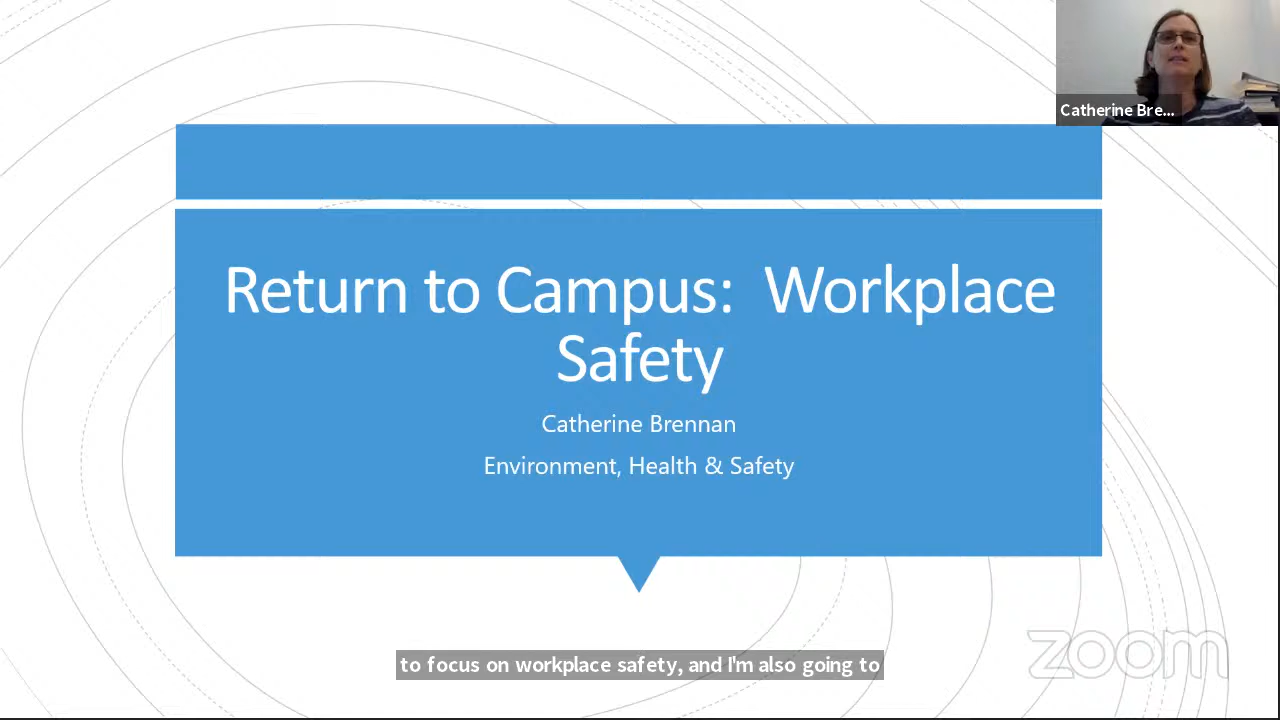 Catherine Bre...
Return to Campus: Workplace
Safety
Catherine Brennan
Environment, Health & Safety
zoom
to focus on workplace safety, and I'm also going to